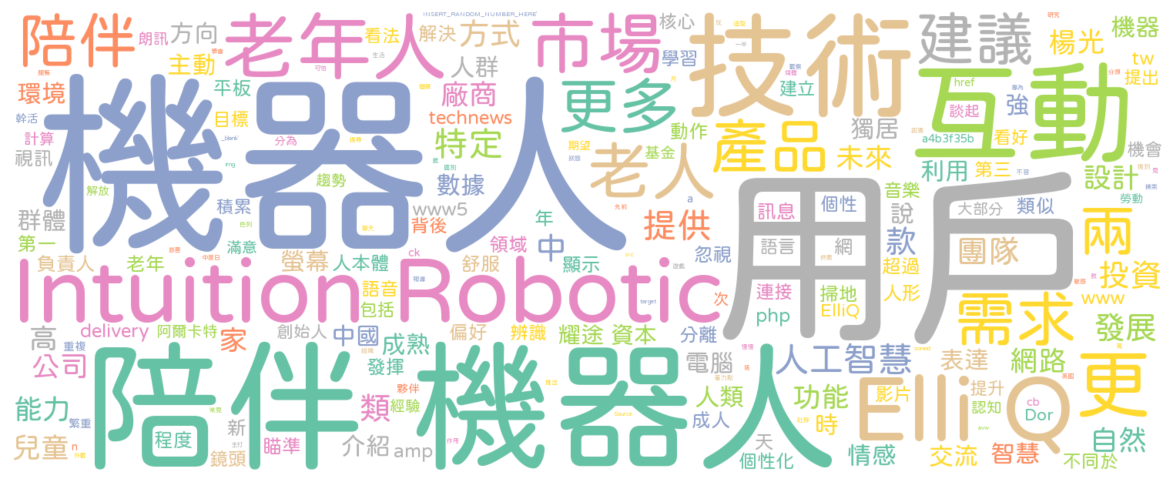 INSERT_RANDOM_NUMBER_HERE
陪伴
朗訊
方向
老年人
看法
解決
方式
市場
核心
學習
技術
建議
楊光
機器
tw
提出
主動
人群
環境
平板
廠商
更多
建立
互動
href
談起
強
幹活
目標
technews
特定
動作
產品
獨居
a4b3f35b
看好
機會
計算
視訊
_blank
分為
機器人
老人
期望
基金
未來
利用
第三
設計
勞動
解放
趨勢
數據
a
音樂
群體
積累
www5
年
提供
用戶
訊息
個性
說
大部分
類似
兩
第一
滿意
背後
領域
中
忽視
語言
網
款
團隊
負責人
老年
螢幕
人本體
ck
舒服
顯示
超過
人形
投資
Intuition
Robotic
語音
包括
target
次
連接
掃地
ElliQ
需求
www
高
重複
delivery
阿爾卡特
家
創始人
中國
成熟
偏好
辨識
耀途
資本
分離
php
發展
公司
陪伴機器人
發揮
電腦
人工智慧
表達
網路
更
能力
繁重
類
夥伴
經驗
人類
成人
功能
時
影片
ElliQ
提升
認知
cb
Dor
自然
兒童
n
程度
新
鏡頭
瞄準
介紹
amp
天
個性化
情感
交流
智慧
不同於